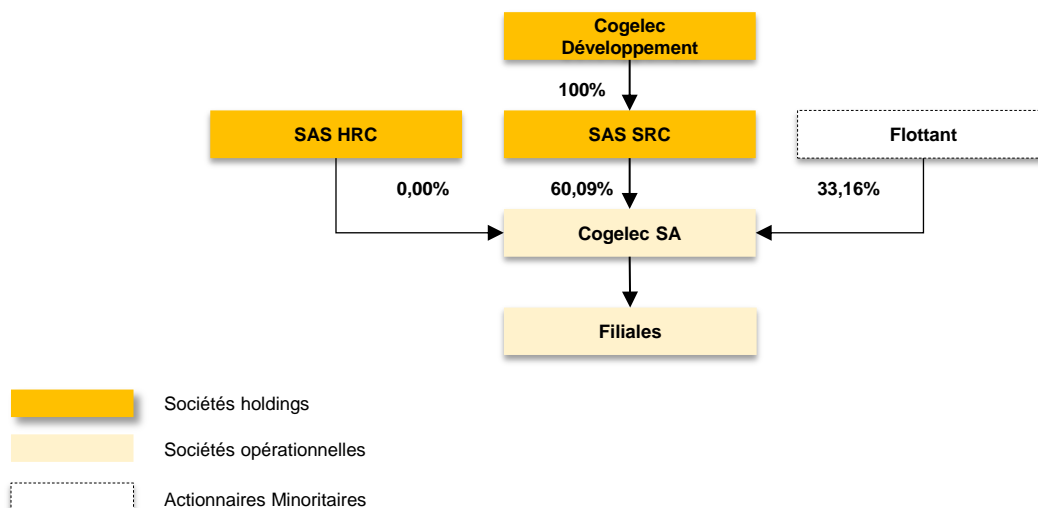 Cogelec
Développement
100%
SAS HRC
SAS SRC
Flottant
0,00%
60,09%
33,16%
Cogelec SA
Filiales
Sociétés holdings
Sociétés opérationnelles
Actionnaires Minoritaires